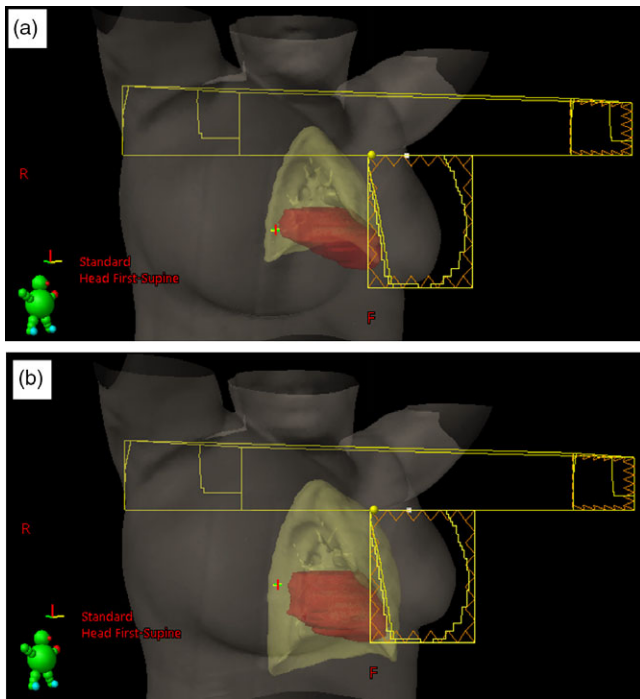 (a)
R
Standard
Head First-Supine
F
(b)
R
Standard
Head First-Supine
F